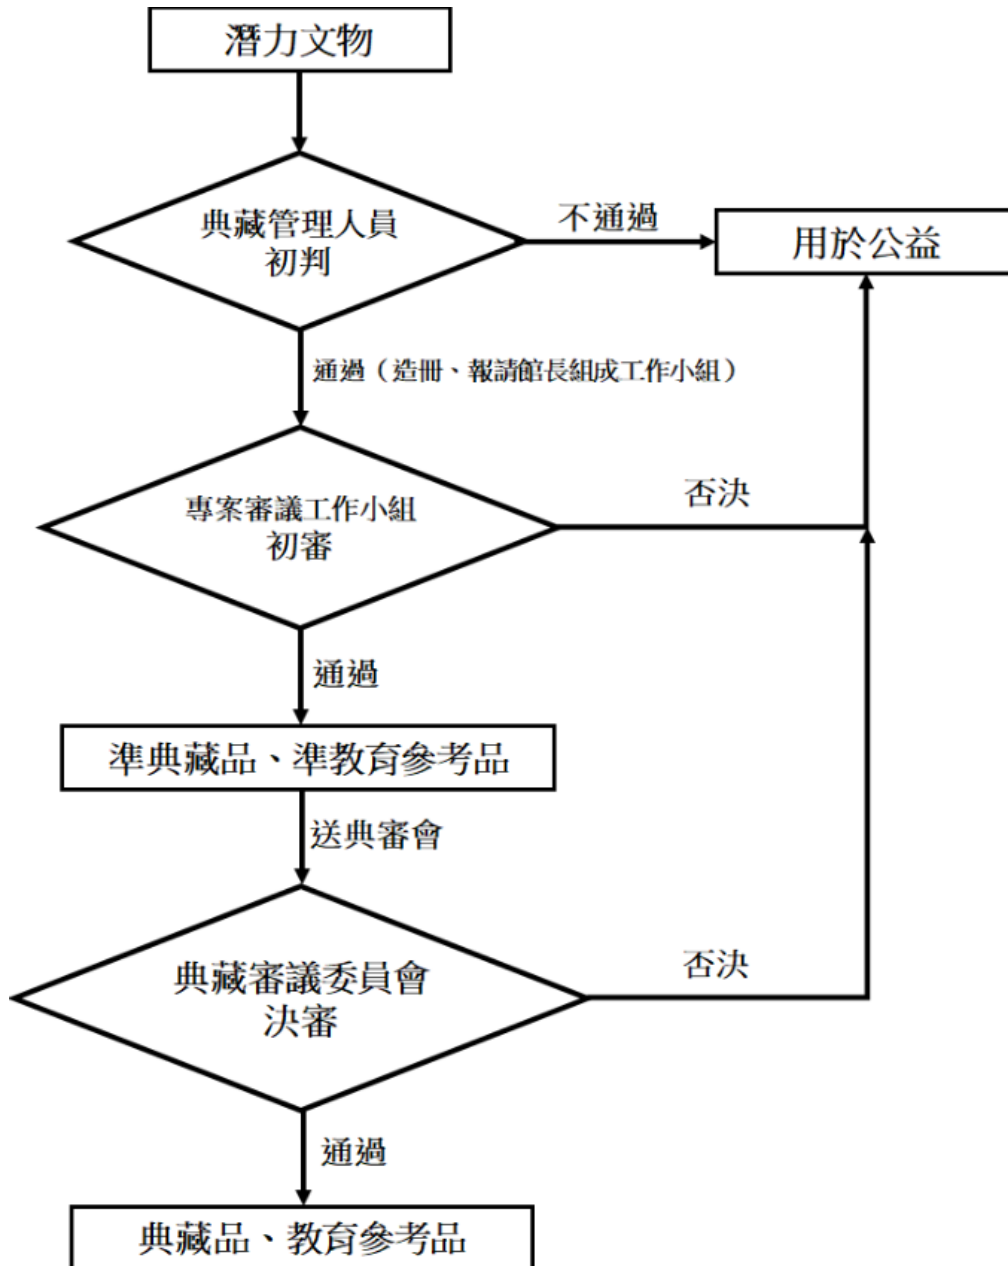 潛力文物
典藏管理人員
初判
不通過
用於公益
通過（造冊、報請館長組成工作小組）
專案審議工作小組
初審
否決
通過
準典藏品、準教育參考品
送典審會
典藏審議委員會
決審
否決
通過
典藏品、教育參考品